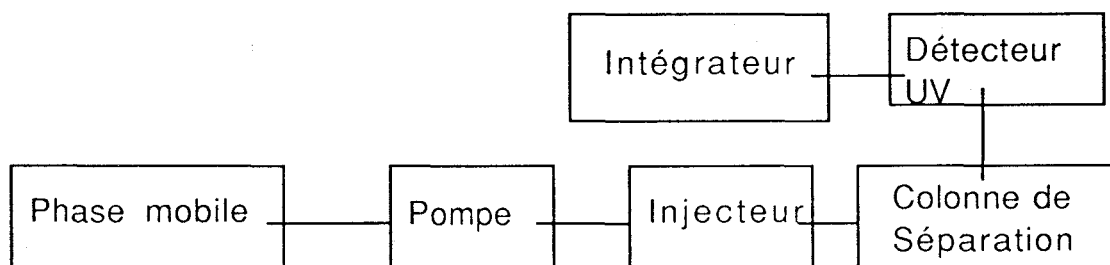 Intégrateur
Détecteur
UV
Phase mobile
Pompe
Injecteur
Colonne de
Séparation